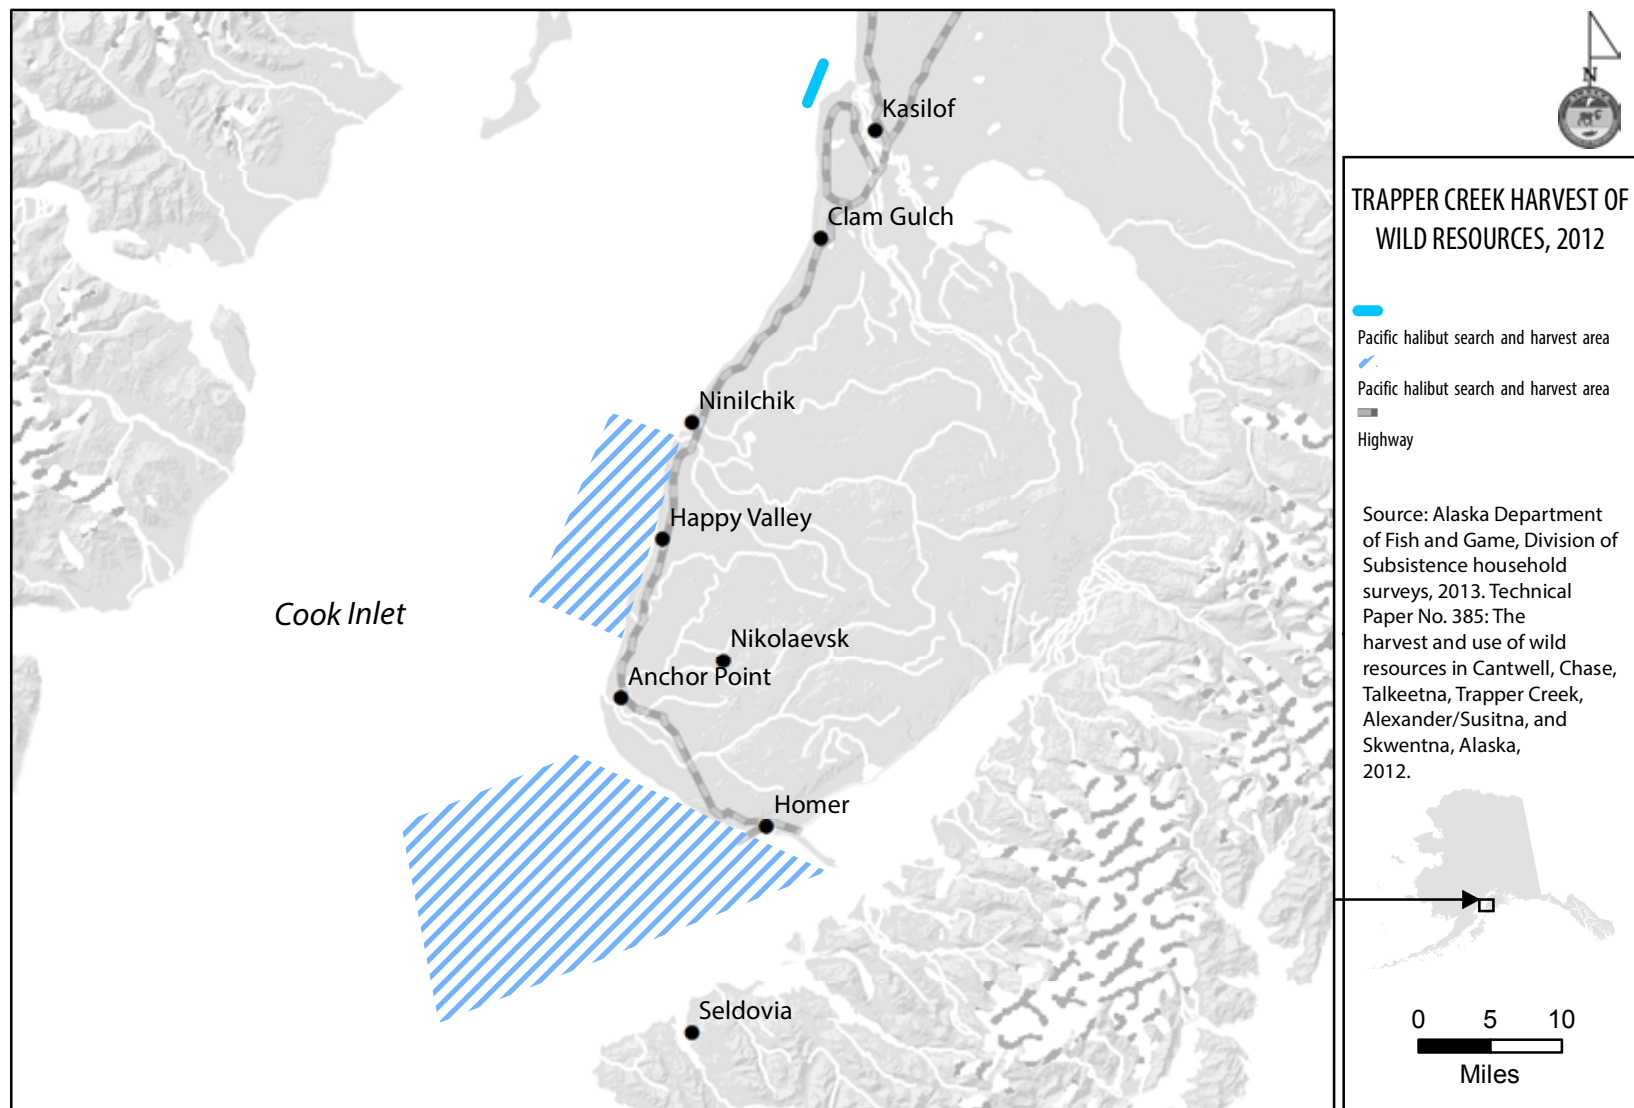 Kasilof
Clam Gulch
Ninilchik
Happy Valley
Cook Inlet
Nikolaevsk
Anchor Point
Homer
Seldovia
N
TRAPPER CREEK HARVEST OF
WILD RESOURCES, 2012
Pacific halibut search and harvest area
Pacific halibut search and harvest area
Highway
Source: Alaska Department
of Fish and Game, Division of
Subsistence household
surveys, 2013. Technical
Paper No. 385: The
harvest and use of wild
resources in Cantwell, Chase,
Talkeetna, Trapper Creek,
Alexander/Susitna, and
Skwentna, Alaska,
2012.
0 5 10
Miles